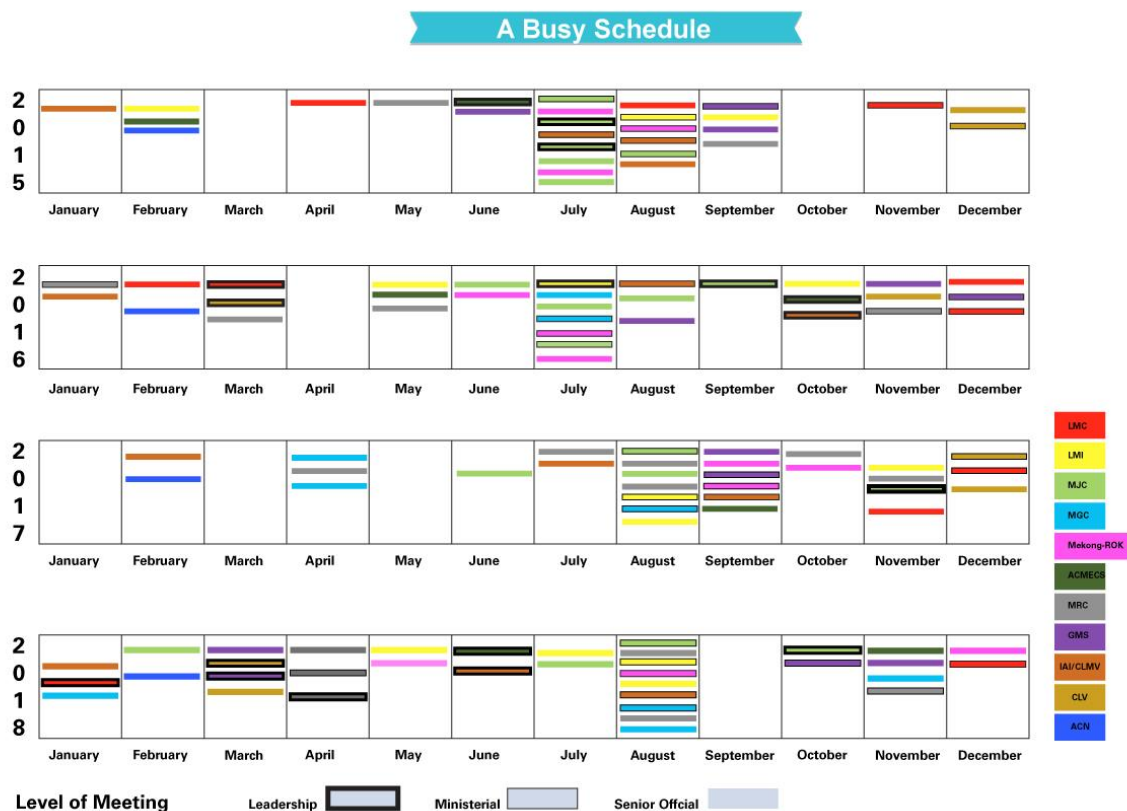 A Busy Schedule
2
0
1
5
January February March April May June July August September October November December
2
0
1
6
January February March April May June July August September October November December
2
0
1
7
January February March April May June July August September October November December
2
0
1
8
January February March April May June July August September October November December
LMC
LMI
MJC
MGC
Mekong-ROK
ACMECS
MRC
GMS
IAI/CLMV
CLV
ACN
Level of Meeting Leadership Ministerial Senior Offcial